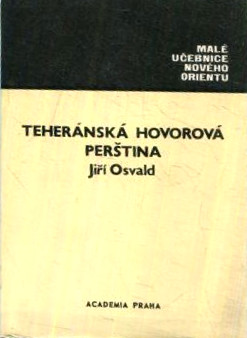 MALÉ
UČEBNICE
NOVÉHO
ORIENTU
TEHERÁNSKÁ HOVOROVÁ
PERŠTINA
Jiří Osvald
ACADEMIA PRAHA